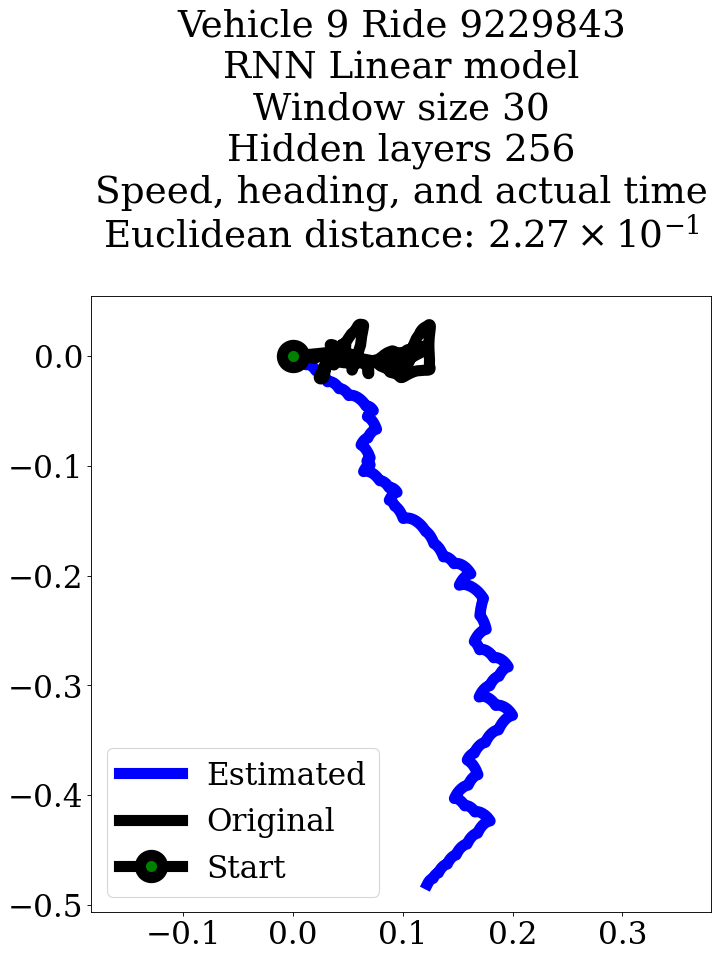 Vehicle 9 Ride 9229843
RNN Linear model
Window size 30
Hidden layers 256
Speed, heading, and actual time
Euclidean distance: 2.27 × 10⁻¹
0.0
−0.1
−0.2
−0.3
−0.4
−0.5
Estimated
Original
Start
−0.1 0.0 0.1 0.2 0.3